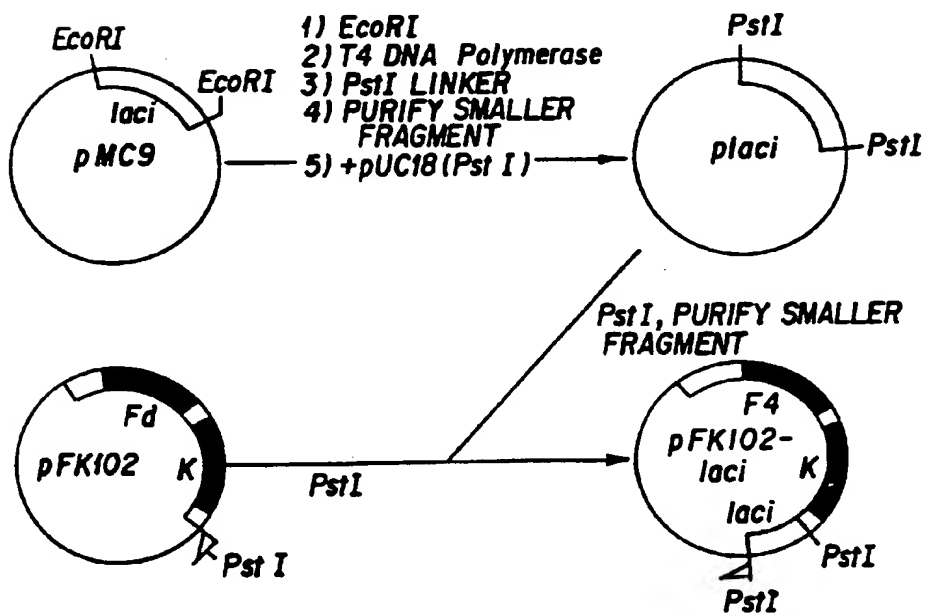 EcoRI
EcoRI
laci
pMC9
1) EcoRI
2) T4 DNA Polymerase
3) PstI LINKER
4) PURIFY SMALLER
FRAGMENT
5) +pUC18(Pst I)
PstI
placi
PstI
PstI, PURIFY SMALLER
FRAGMENT
Fd
pFK102
K
Pst I
PstI
F4
pFK102-
laci
K
laci
PstI
PstI